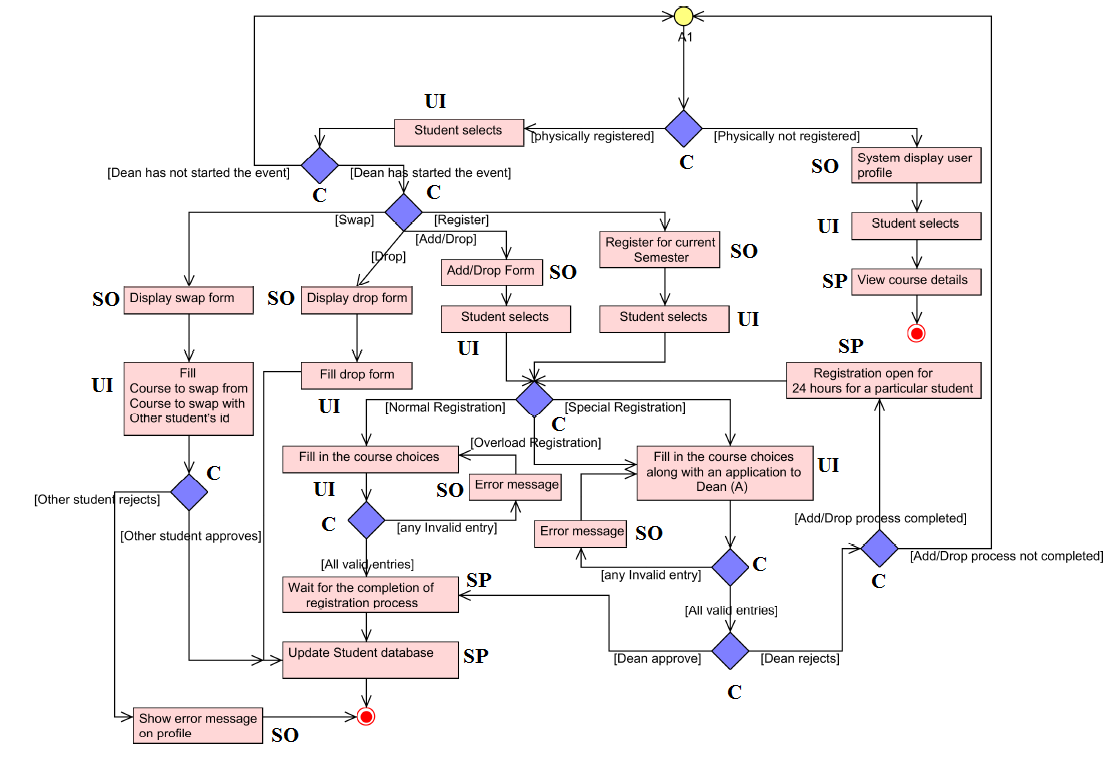 A1
UI
Student selects
[physically registered]
[Physically not registered]
C
System display user
profile
SO
[Dean has not started the event]
[Dean has started the event]
C
C
[Swap]
[Register]
[Add/Drop]
[Drop]
UI
Student selects
Register for current
Semester
SO
Add/Drop Form
SO
SP
View course details
SO
Display swap form
SO
Display drop form
Student selects
UI
Student selects
UI
SP
UI
Fill
Course to swap from
Course to swap with
Other student's id
Fill drop form
UI
Registration open for
24 hours for a particular student
[Normal Registration]
[Special Registration]
C
[Overload Registration]
Fill in the course choices
UI
Fill in the course choices
along with an application to
Dean (A)
UI
C
SO
Error message
[Other student rejects]
[Other student approves]
C
[any Invalid entry]
Error message
SO
[Add/Drop process completed]
[Add/Drop process not completed]
C
[All valid entries]
[any Invalid entry]
C
Wait for the completion of
registration process
SP
[All valid entries]
Update Student database
SP
[Dean approve]
[Dean rejects]
C
Show error message
on profile
SO